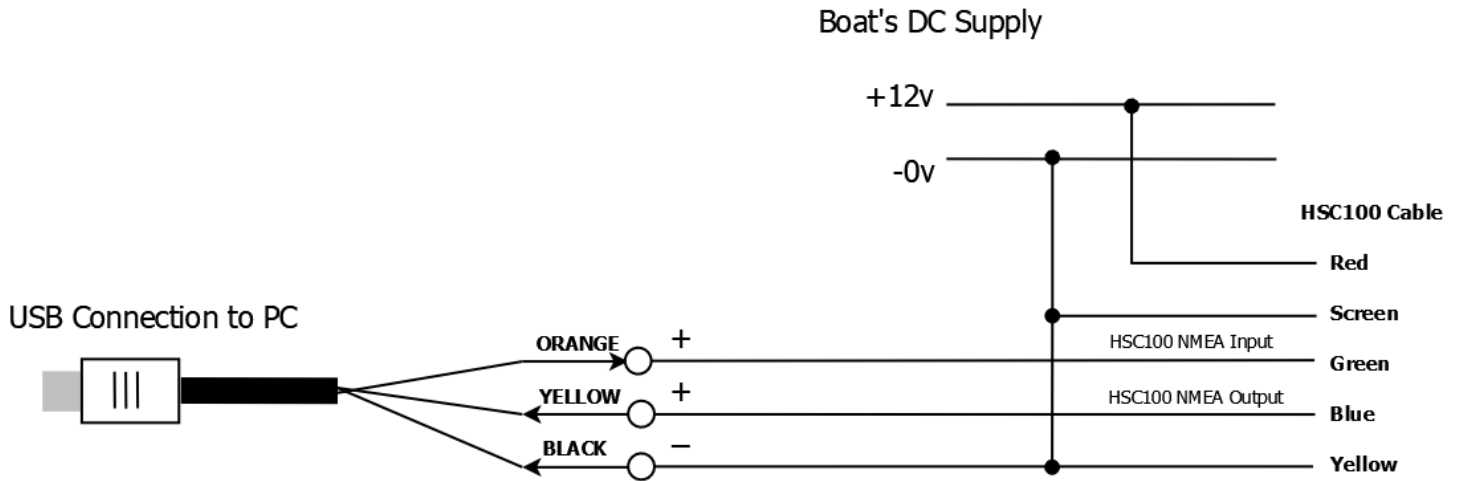 Boat's DC Supply
+12v
-0v
HSC100 Cable
Red
USB Connection to PC
Screen
ORANGE + HSC100 NMEA Input Green
YELLOW + HSC100 NMEA Output Blue
BLACK − Yellow